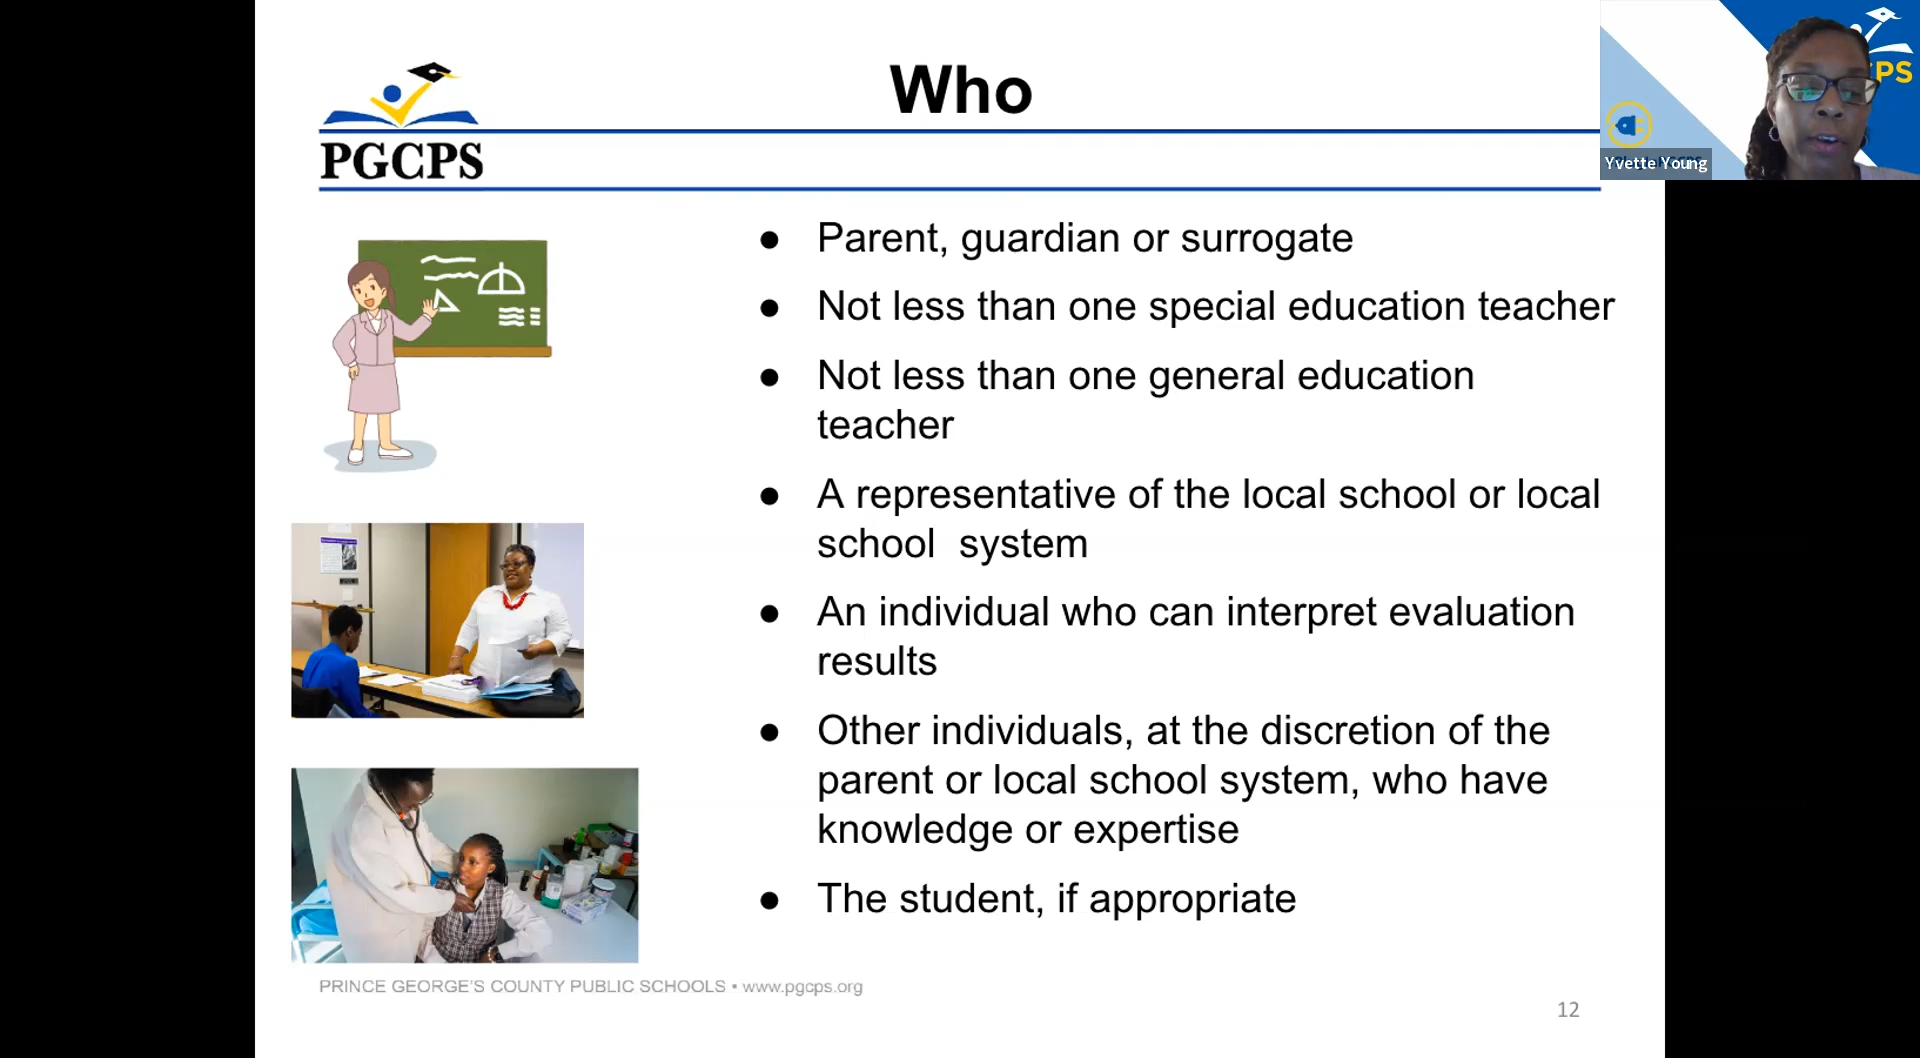 Who
PGCPS
CPS
Yvette Young
● Parent, guardian or surrogate
● Not less than one special education teacher
● Not less than one general education
teacher
● A representative of the local school or local
school system
● An individual who can interpret evaluation
results
● Other individuals, at the discretion of the
parent or local school system, who have
knowledge or expertise
● The student, if appropriate
PRINCE GEORGE'S COUNTY PUBLIC SCHOOLS • www.pgcps.org
12